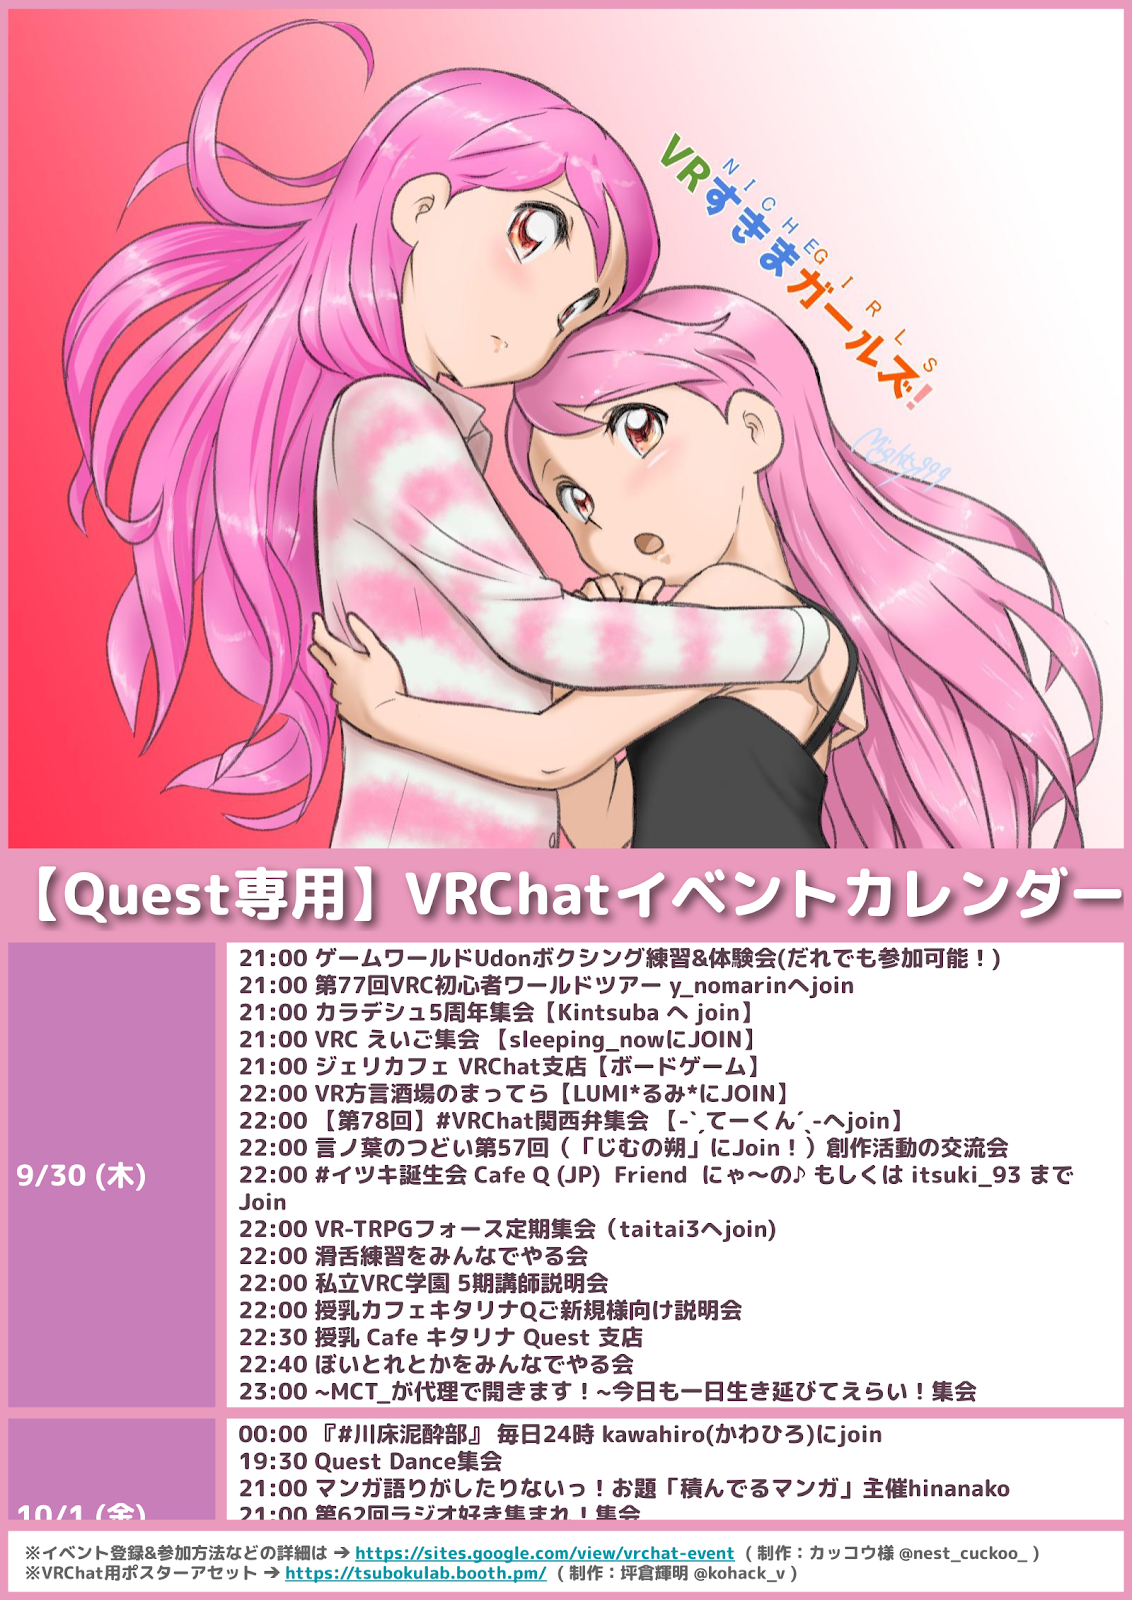 VRすきまガールズ!
NICHEGIRLS
Mighty999
【Quest専用】VRChatイベントカレンダー
9/30 (木)
21:00 ゲームワールドUdonボクシング練習&体験会(だれでも参加可能！)
21:00 第77回VRC初心者ワールドツアー y_nomarinへjoin
21:00 カラデシュ5周年集会【Kintsuba へ join】
21:00 VRC えいご集会 【sleeping_nowにJOIN】
21:00 ジェリカフェ VRChat支店【ボードゲーム】
22:00 VR方言酒場のまってら【LUMI*るみ*にJOIN】
22:00 【第78回】#VRChat関西弁集会 【-`ˏてーくんˊˎ-へjoin】
22:00 言ノ葉のつどい第57回（「じむの朔」にJoin！）創作活動の交流会
22:00 #イツキ誕生会 Cafe Q (JP)  Friend  にゃ～の♪ もしくは itsuki_93 まで
Join
22:00 VR-TRPGフォース定期集会（taitai3へjoin)
22:00 滑舌練習をみんなでやる会
22:00 私立VRC学園 5期講師説明会
22:00 授乳カフェキタリナQご新規様向け説明会
22:30 授乳 Cafe キタリナ Quest 支店
22:40 ぼいとれとかをみんなでやる会
23:00 ~MCT_が代理で開きます！~今日も一日生き延びてえらい！集会
10/1 (金)
00:00 『#川床泥酔部』 毎日24時 kawahiro(かわひろ)にjoin
19:30 Quest Dance集会
21:00 マンガ語りがしたりないっ！お題「積んでるマンガ」主催hinanako
21:00 第62回ラジオ好き集まれ！集会
※イベント登録&参加方法などの詳細は ➔ https://sites.google.com/view/vrchat-event （ 制作：カッコウ様 @nest_cuckoo_ ）
※VRChat用ポスターアセット ➔ https://tsubokulab.booth.pm/ （ 制作：坪倉輝明 @kohack_v ）